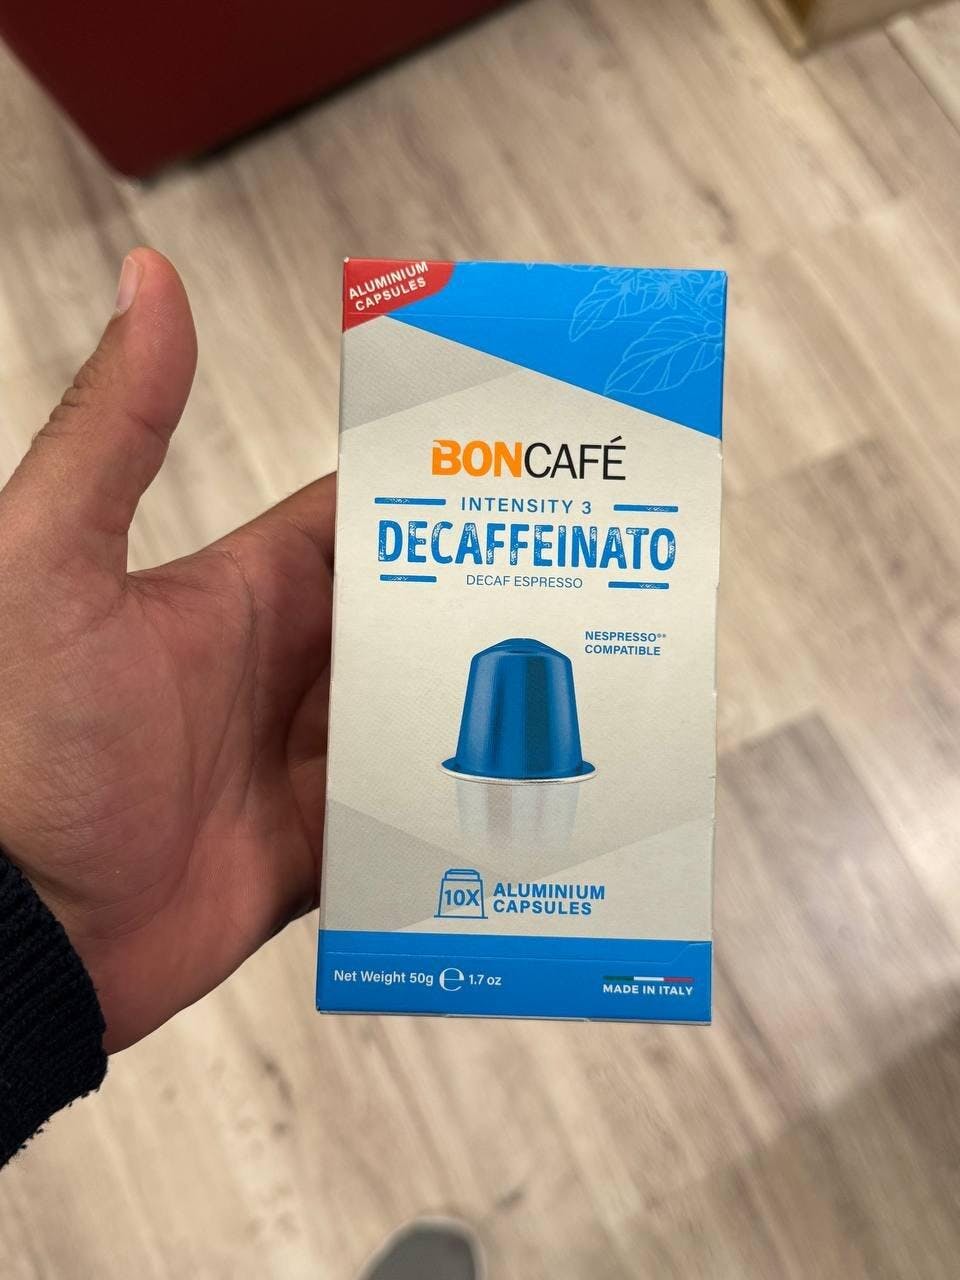 ALUMINIUM
CAPSULES
BONCAFÉ
INTENSITY 3
DECAFFEINATO
DECAF ESPRESSO
NESPRESSO®*
COMPATIBLE
10X
ALUMINIUM
CAPSULES
Net Weight 50g ℮ 1.7 oz
MADE IN ITALY